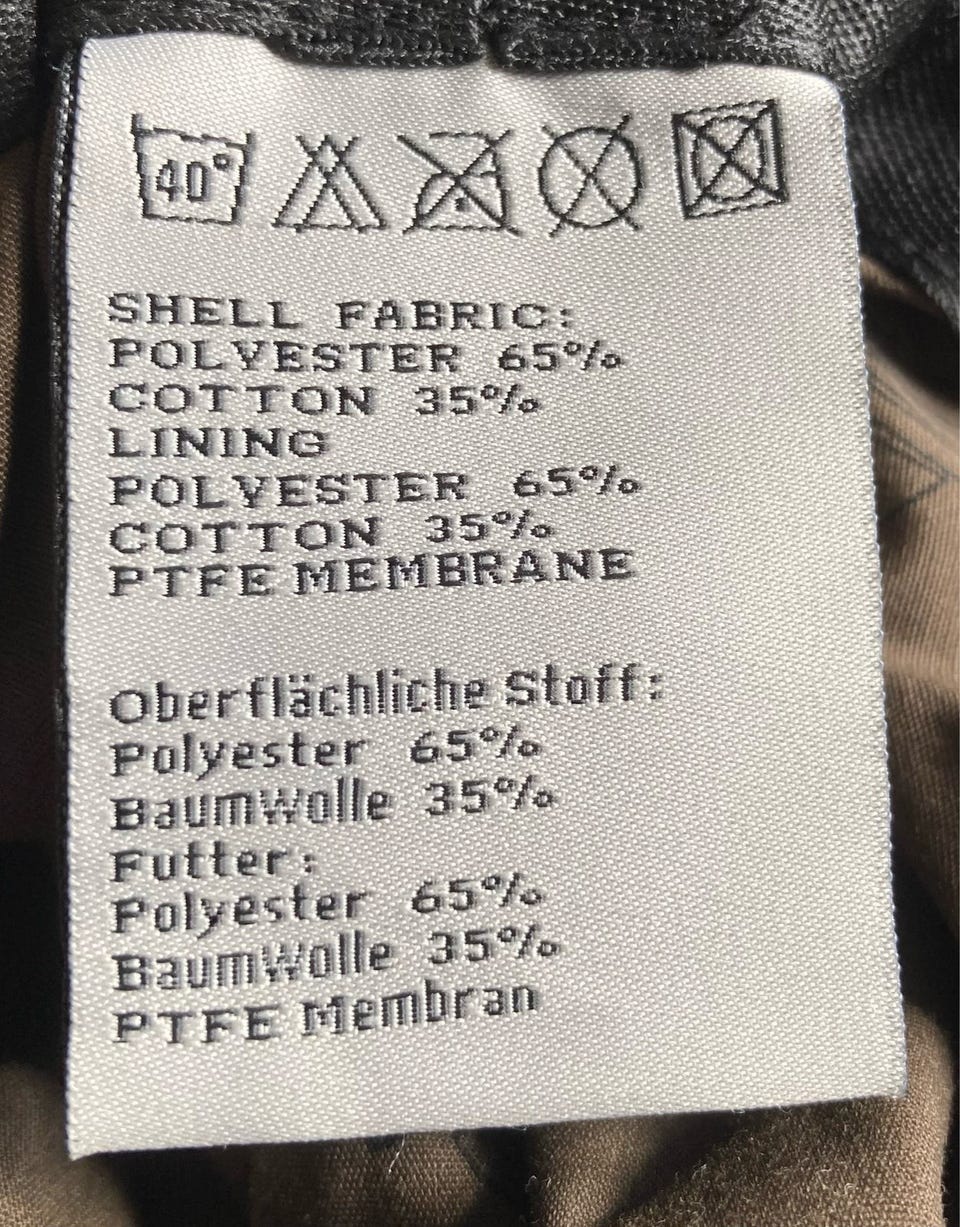 40°
SHELL FABRIC:
POLYESTER 65%
COTTON 35%
LINING
POLYESTER 65%
COTTON 35%
PTFE MEMBRANE
Oberflächliche Stoff:
Polyester 65%
Baumwolle 35%
Futter:
Polyester 65%
Baumwolle 35%
PTFE Membran